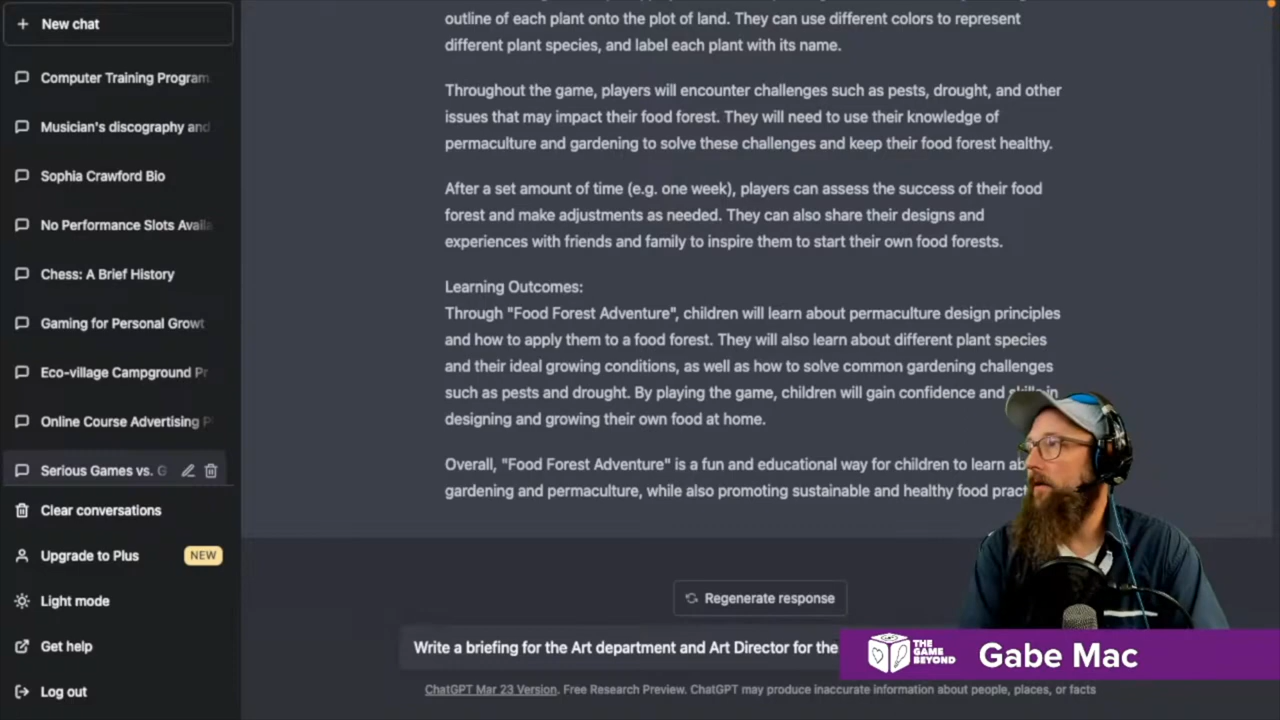 New chat
Computer Training Program
Musician's discography and
Sophia Crawford Bio
No Performance Slots Availa
Chess: A Brief History
Gaming for Personal Growt
Eco-village Campground Pr
Online Course Advertising P
Serious Games vs. G
Clear conversations
Upgrade to Plus NEW
Light mode
Get help
Log out
outline of each plant onto the plot of land. They can use different colors to represent
different plant species, and label each plant with its name.
Throughout the game, players will encounter challenges such as pests, drought, and other
issues that may impact their food forest. They will need to use their knowledge of
permaculture and gardening to solve these challenges and keep their food forest healthy.
After a set amount of time (e.g. one week), players can assess the success of their food
forest and make adjustments as needed. They can also share their designs and
experiences with friends and family to inspire them to start their own food forests.
Learning Outcomes:
Through "Food Forest Adventure", children will learn about permaculture design principles
and how to apply them to a food forest. They will also learn about different plant species
and their ideal growing conditions, as well as how to solve common gardening challenges
such as pests and drought. By playing the game, children will gain confidence and skills in
designing and growing their own food at home.
Overall, "Food Forest Adventure" is a fun and educational way for children to learn ab
gardening and permaculture, while also promoting sustainable and healthy food pract
Regenerate response
Write a briefing for the Art department and Art Director for the
THE GAME BEYOND
Gabe Mac
ChatGPT Mar 23 Version. Free Research Preview. ChatGPT may produce inaccurate information about people, places, or facts